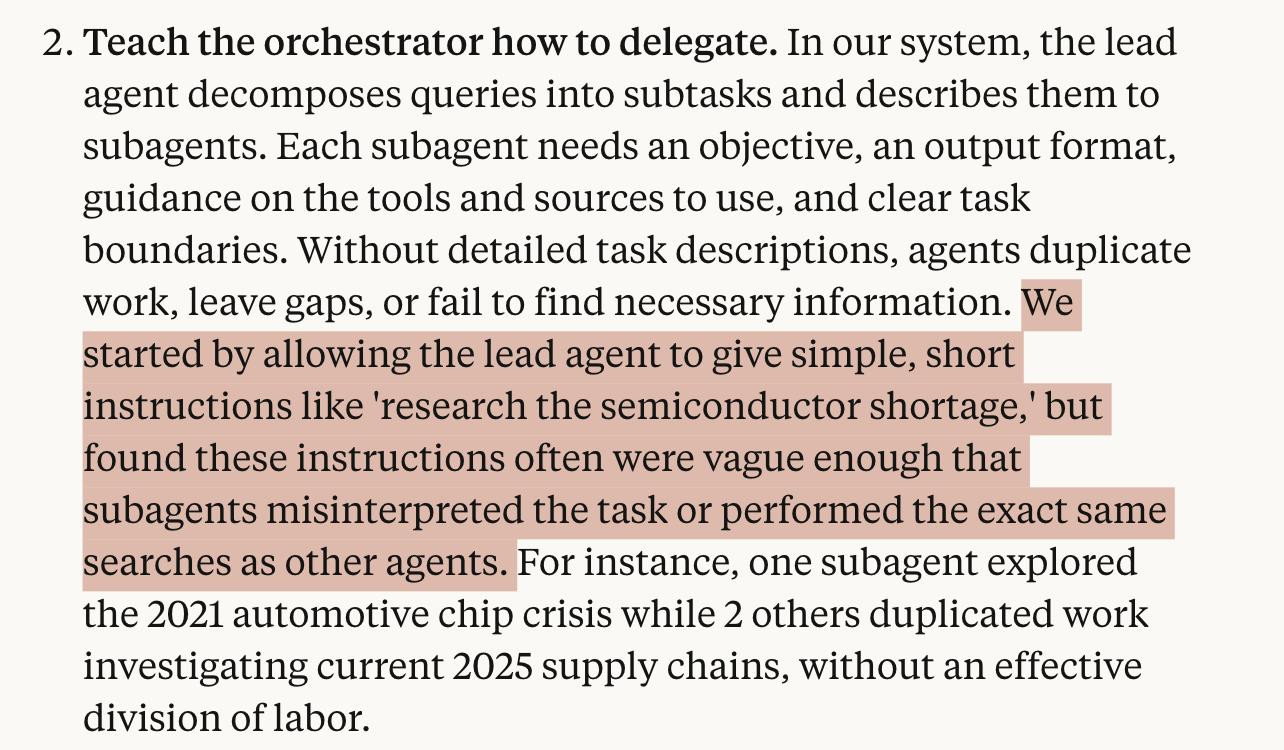 2. Teach the orchestrator how to delegate. In our system, the lead
agent decomposes queries into subtasks and describes them to
subagents. Each subagent needs an objective, an output format,
guidance on the tools and sources to use, and clear task
boundaries. Without detailed task descriptions, agents duplicate
work, leave gaps, or fail to find necessary information. We
started by allowing the lead agent to give simple, short
instructions like 'research the semiconductor shortage,' but
found these instructions often were vague enough that
subagents misinterpreted the task or performed the exact same
searches as other agents. For instance, one subagent explored
the 2021 automotive chip crisis while 2 others duplicated work
investigating current 2025 supply chains, without an effective
division of labor.